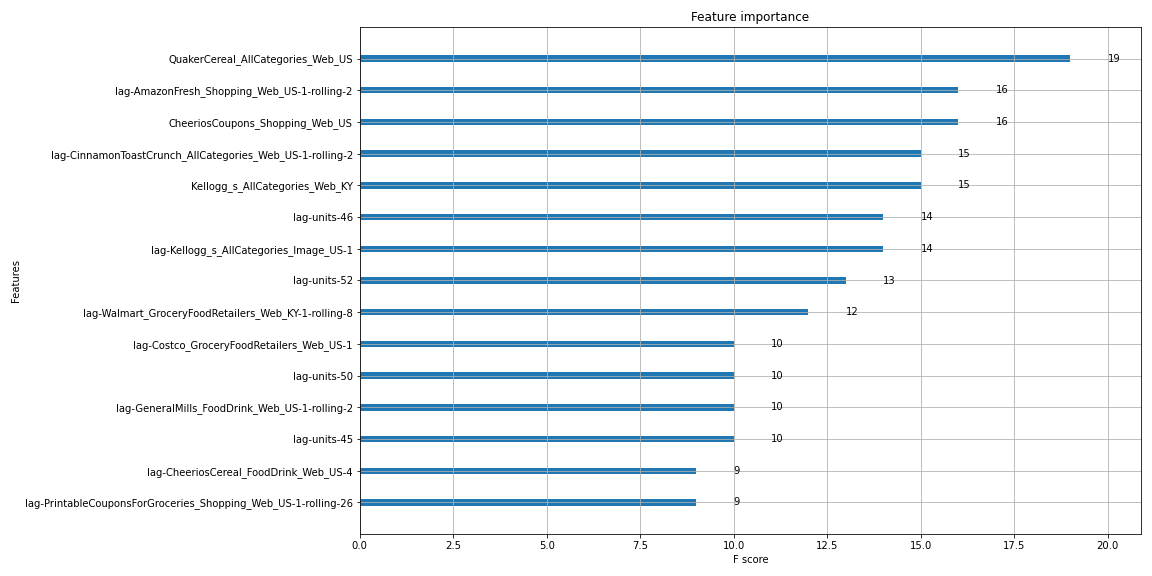 Feature importance
QuakerCereal_AllCategories_Web_US 19
lag-AmazonFresh_Shopping_Web_US-1-rolling-2 16
CheeriosCoupons_Shopping_Web_US 16
lag-CinnamonToastCrunch_AllCategories_Web_US-1-rolling-2 15
Kellogg_s_AllCategories_Web_KY 15
lag-units-46 14
lag-Kellogg_s_AllCategories_Image_US-1 14
lag-units-52 13
lag-Walmart_GroceryFoodRetailers_Web_KY-1-rolling-8 12
lag-Costco_GroceryFoodRetailers_Web_US-1 10
lag-units-50 10
lag-GeneralMills_FoodDrink_Web_US-1-rolling-2 10
lag-units-45 10
lag-CheeriosCereal_FoodDrink_Web_US-4 9
lag-PrintableCouponsForGroceries_Shopping_Web_US-1-rolling-26 9
Features
0.0 2.5 5.0 7.5 10.0 12.5 15.0 17.5 20.0
F score